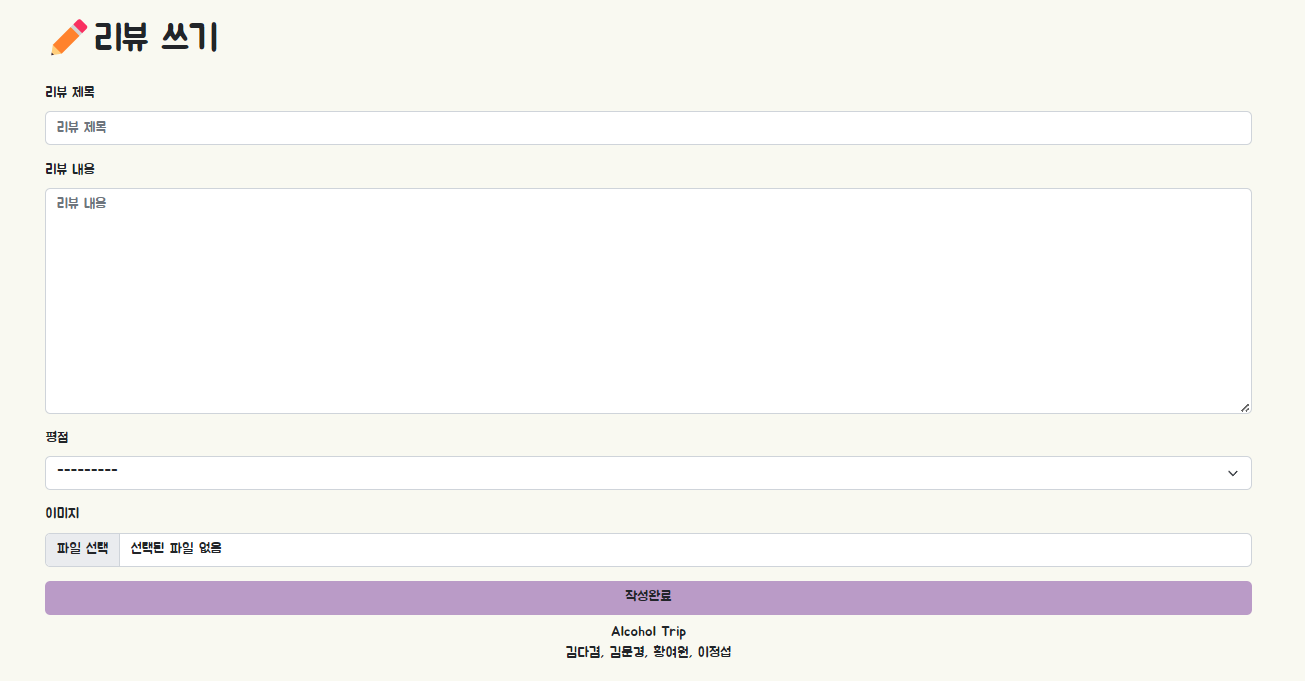 리뷰 쓰기
리뷰 제목
리뷰 제목
리뷰 내용
리뷰 내용
평점
---------
이미지
파일 선택 선택된 파일 없음
작성완료
Alcohol Trip
김다겸, 김문경, 황여원, 이정섭